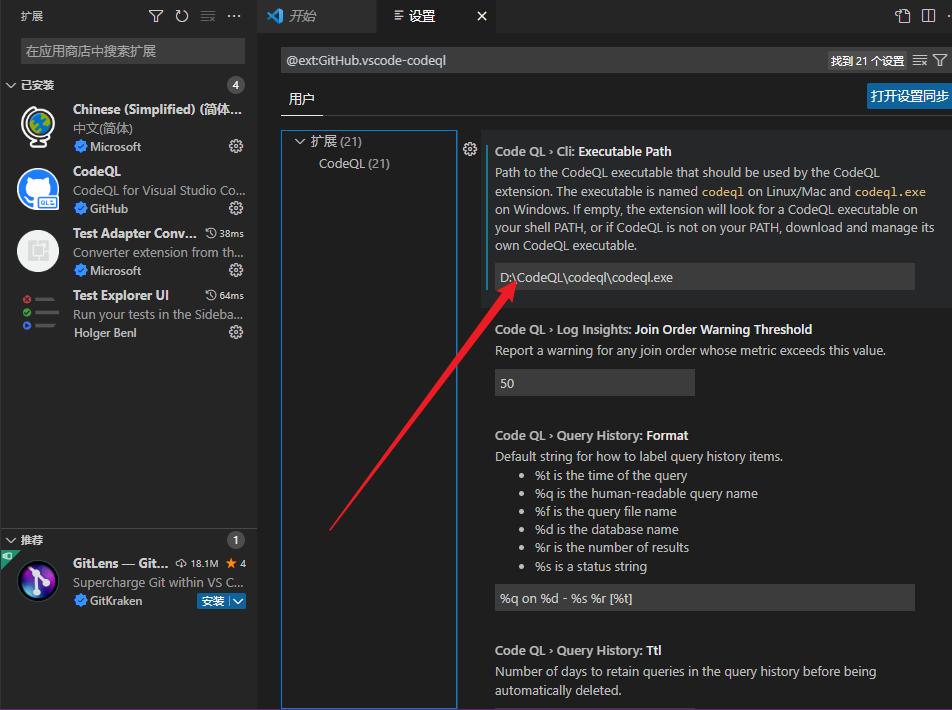 扩展
在应用商店中搜索扩展
已安装
4
Chinese (Simplified) (简体...
中文(简体)
Microsoft
CodeQL
CodeQL for Visual Studio Co...
GitHub
Test Adapter Conv... 38ms
Converter extension from th...
Microsoft
Test Explorer UI 64ms
Run your tests in the Sideba...
Holger Benl
推荐
1
GitLens — Git... 18.1M 4
Supercharge Git within VS C...
GitKraken
安装
开始
设置
@ext:GitHub.vscode-codeql
找到 21 个设置
用户
打开设置同步
扩展 (21)
CodeQL (21)
Code QL › Cli: Executable Path
Path to the CodeQL executable that should be used by the CodeQL
extension. The executable is named codeql on Linux/Mac and codeql.exe
on Windows. If empty, the extension will look for a CodeQL executable on
your shell PATH, or if CodeQL is not on your PATH, download and manage its
own CodeQL executable.
D:\CodeQL\codeql\codeql.exe
Code QL › Log Insights: Join Order Warning Threshold
Report a warning for any join order whose metric exceeds this value.
50
Code QL › Query History: Format
Default string for how to label query history items.
• %t is the time of the query
• %q is the human-readable query name
• %f is the query file name
• %d is the database name
• %r is the number of results
• %s is a status string
%q on %d - %s %r [%t]
Code QL › Query History: Ttl
Number of days to retain queries in the query history before being
automatically deleted.